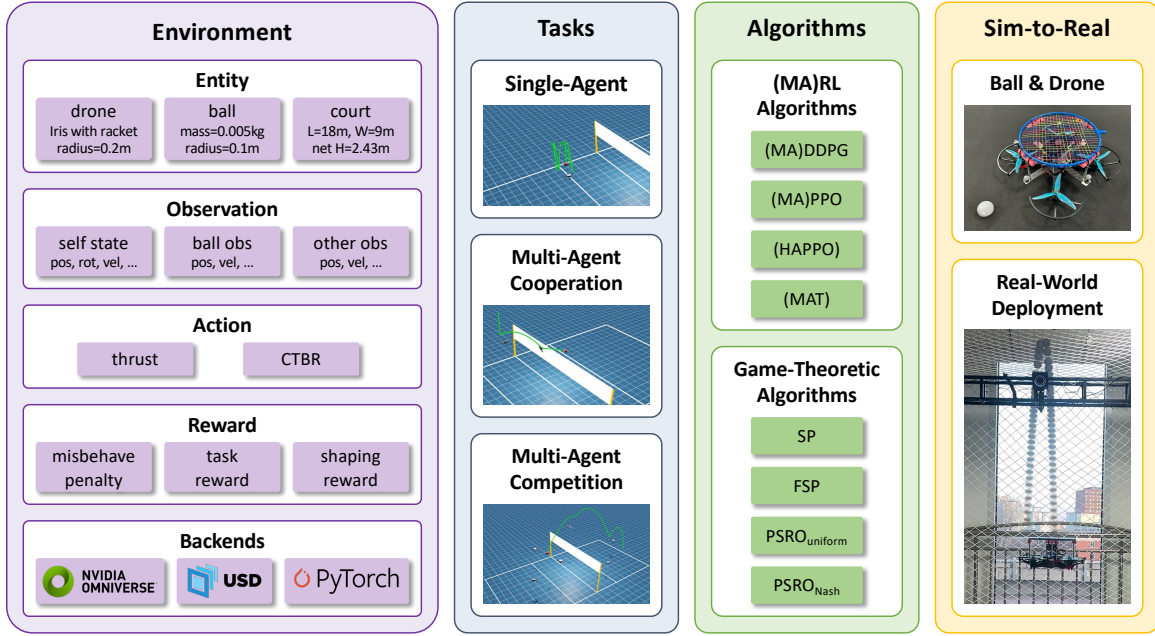 Environment
Entity
drone
Iris with racket
radius=0.2m
ball
mass=0.005kg
radius=0.1m
court
L=18m, W=9m
net H=2.43m
Observation
self state
pos, rot, vel, ...
ball obs
pos, vel, ...
other obs
pos, vel, ...
Action
thrust
CTBR
Reward
misbehave
penalty
task
reward
shaping
reward
Backends
NVIDIA
OMNIVERSE
USD
PyTorch
Tasks
Single-Agent
Multi-Agent
Cooperation
Multi-Agent
Competition
Algorithms
(MA)RL
Algorithms
(MA)DDPG
(MA)PPO
(HAPPO)
(MAT)
Game-Theoretic
Algorithms
SP
FSP
PSRO_uniform
PSRO_Nash
Sim-to-Real
Ball & Drone
Real-World
Deployment